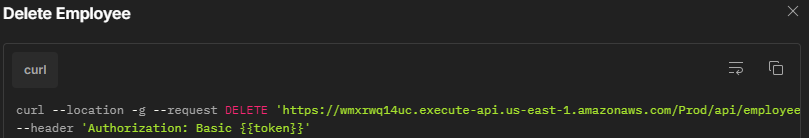 Delete Employee
curl
curl --location -g --request DELETE 'https://wmxrwq14uc.execute-api.us-east-1.amazonaws.com/Prod/api/employee
--header 'Authorization: Basic {{token}}'